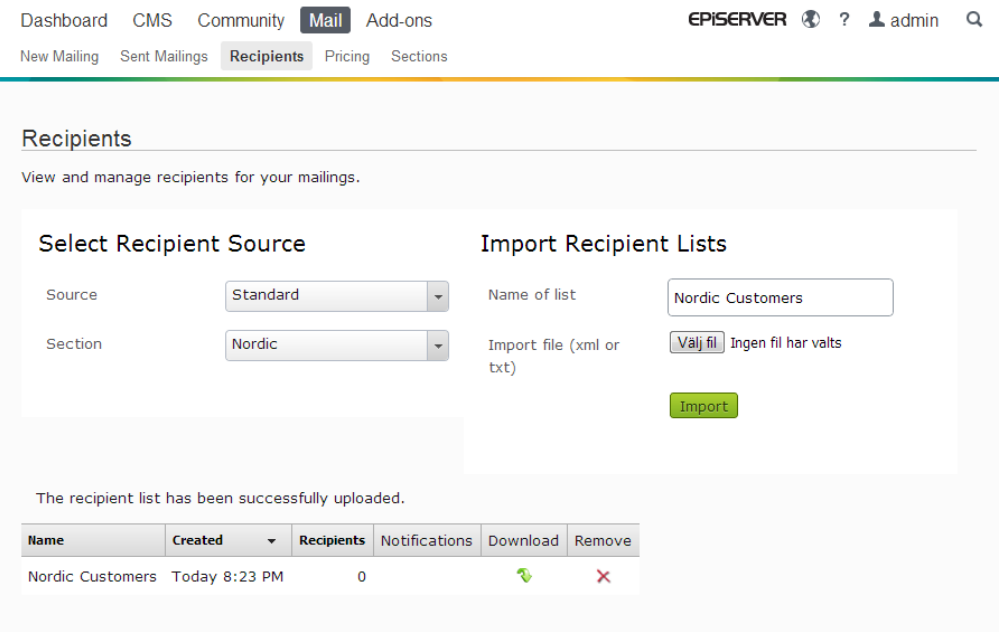 Dashboard CMS Community Mail Add-ons EPiSERVER ? admin
New Mailing Sent Mailings Recipients Pricing Sections
Recipients
View and manage recipients for your mailings.
Select Recipient Source
Source Standard
Section Nordic
Import Recipient Lists
Name of list Nordic Customers
Import file (xml or
txt)
Välj fil Ingen fil har valts
Import
The recipient list has been successfully uploaded.
Name Created Recipients Notifications Download Remove
Nordic Customers Today 8:23 PM 0